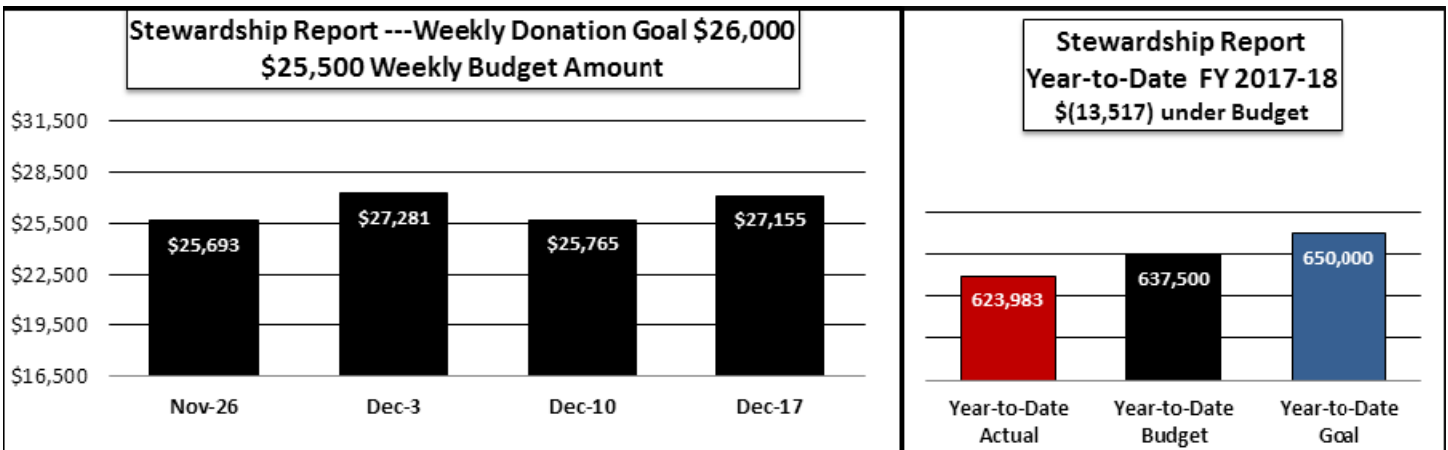 Stewardship Report ---Weekly Donation Goal $26,000
$25,500 Weekly Budget Amount
$31,500
$28,500
$25,500
$22,500
$19,500
$16,500
$25,693
$27,281
$25,765
$27,155
Nov-26
Dec-3
Dec-10
Dec-17
Stewardship Report
Year-to-Date FY 2017-18
$(13,517) under Budget
623,983
637,500
650,000
Year-to-Date
Actual
Year-to-Date
Budget
Year-to-Date
Goal